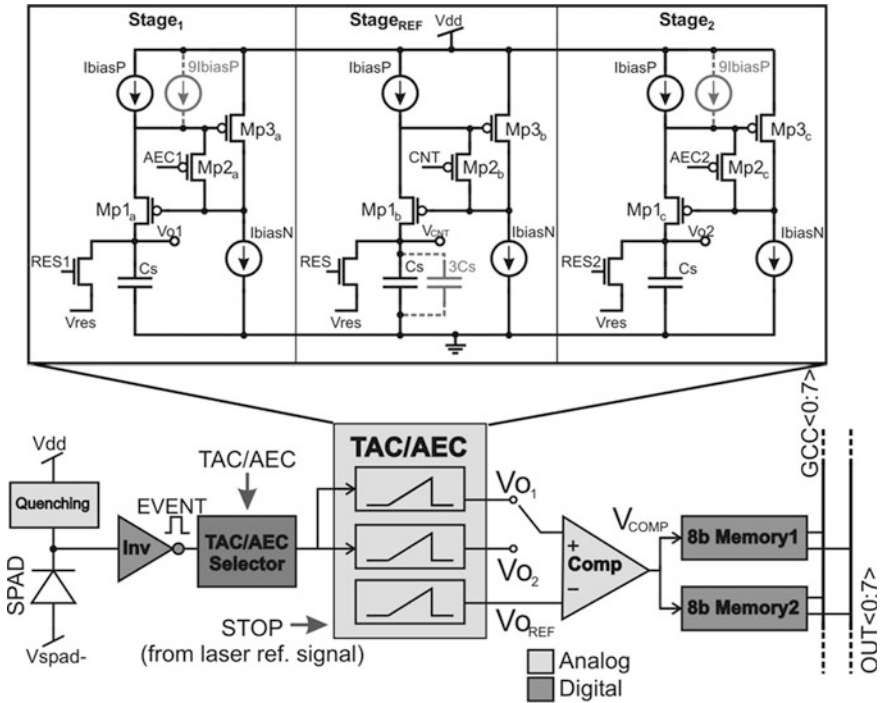 Stage1
StageREF
Vdd
Stage2
IbiasP
9IbiasP
IbiasP
IbiasP
9IbiasP
Mp3a
Mp3b
Mp3c
AEC1
Mp2a
CNT
Mp2b
AEC2
Mp2c
Mp1a
Mp1b
Mp1c
IbiasN
IbiasN
IbiasN
Vo1
VCNT
Vo2
RES1
Cs
RES
Cs
3Cs
RES2
Cs
Vres
Vres
Vres
GCC<0:7>
TAC/AEC
Vdd
TAC/AEC
Quenching
EVENT
Vo1
VCOMP
Inv
TAC/AEC
Selector
+
Comp
−
8b Memory1
SPAD
Vo2
8b Memory2
STOP
(from laser ref. signal)
VoREF
Vspad-
OUT<0:7>
Analog
Digital